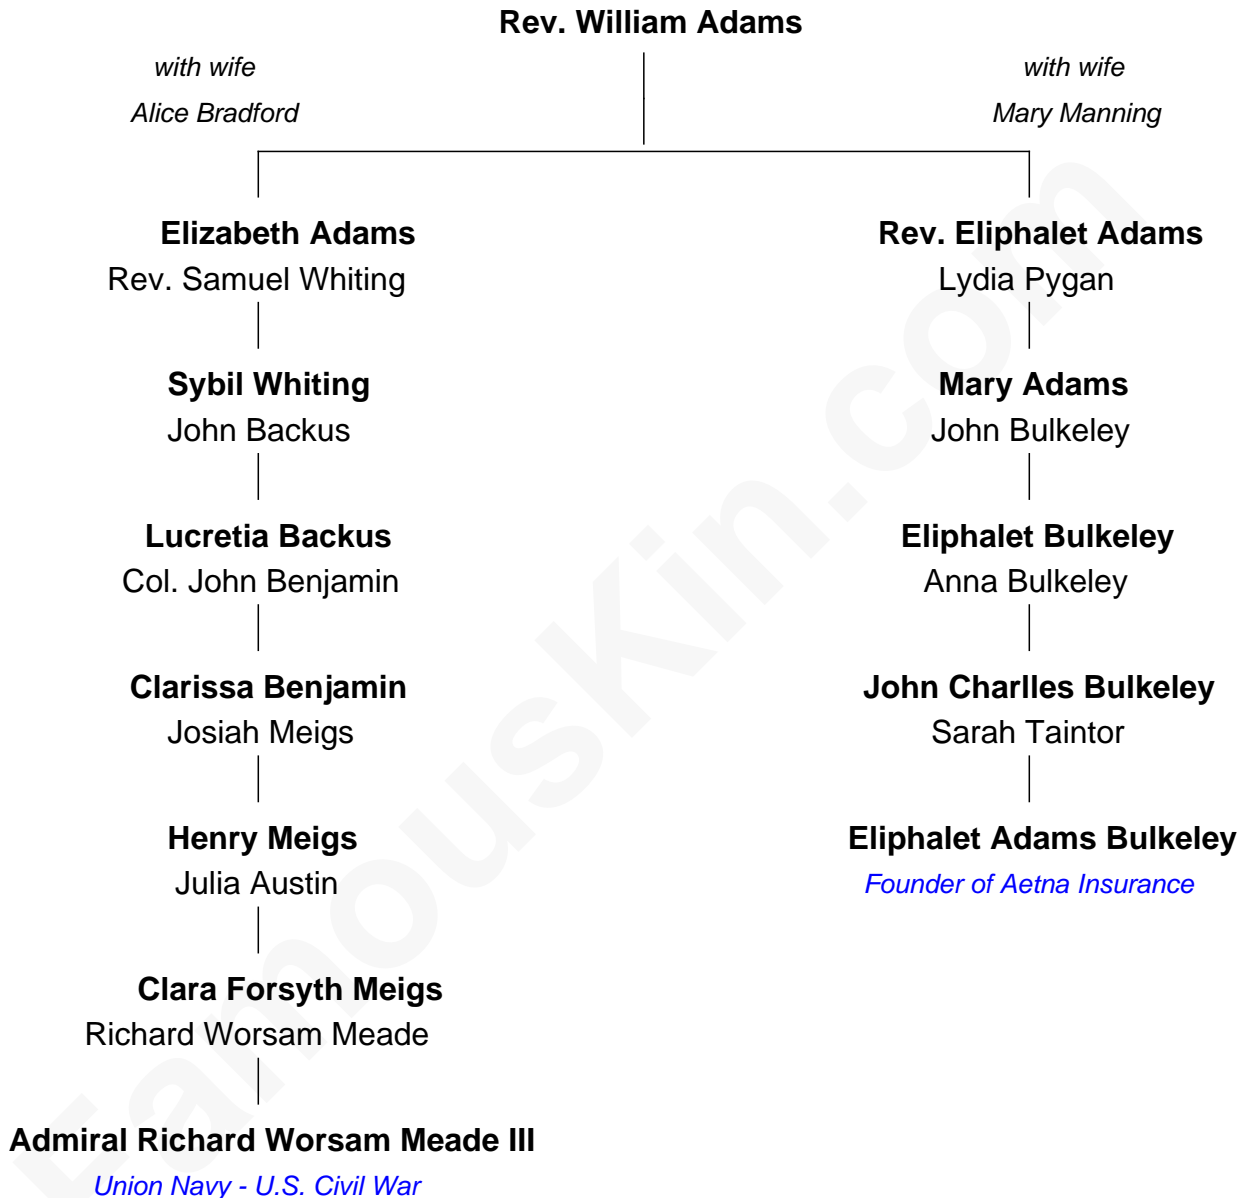 Rev. William Adams
with wife
Alice Bradford
with wife
Mary Manning
Elizabeth Adams
Rev. Samuel Whiting
Rev. Eliphalet Adams
Lydia Pygan
Sybil Whiting
John Backus
Mary Adams
John Bulkeley
Lucretia Backus
Col. John Benjamin
Eliphalet Bulkeley
Anna Bulkeley
Clarissa Benjamin
Josiah Meigs
John Charlles Bulkeley
Sarah Taintor
Henry Meigs
Julia Austin
Eliphalet Adams Bulkeley
Founder of Aetna Insurance
Clara Forsyth Meigs
Richard Worsam Meade
Admiral Richard Worsam Meade III
Union Navy - U.S. Civil War
FamousKin.com